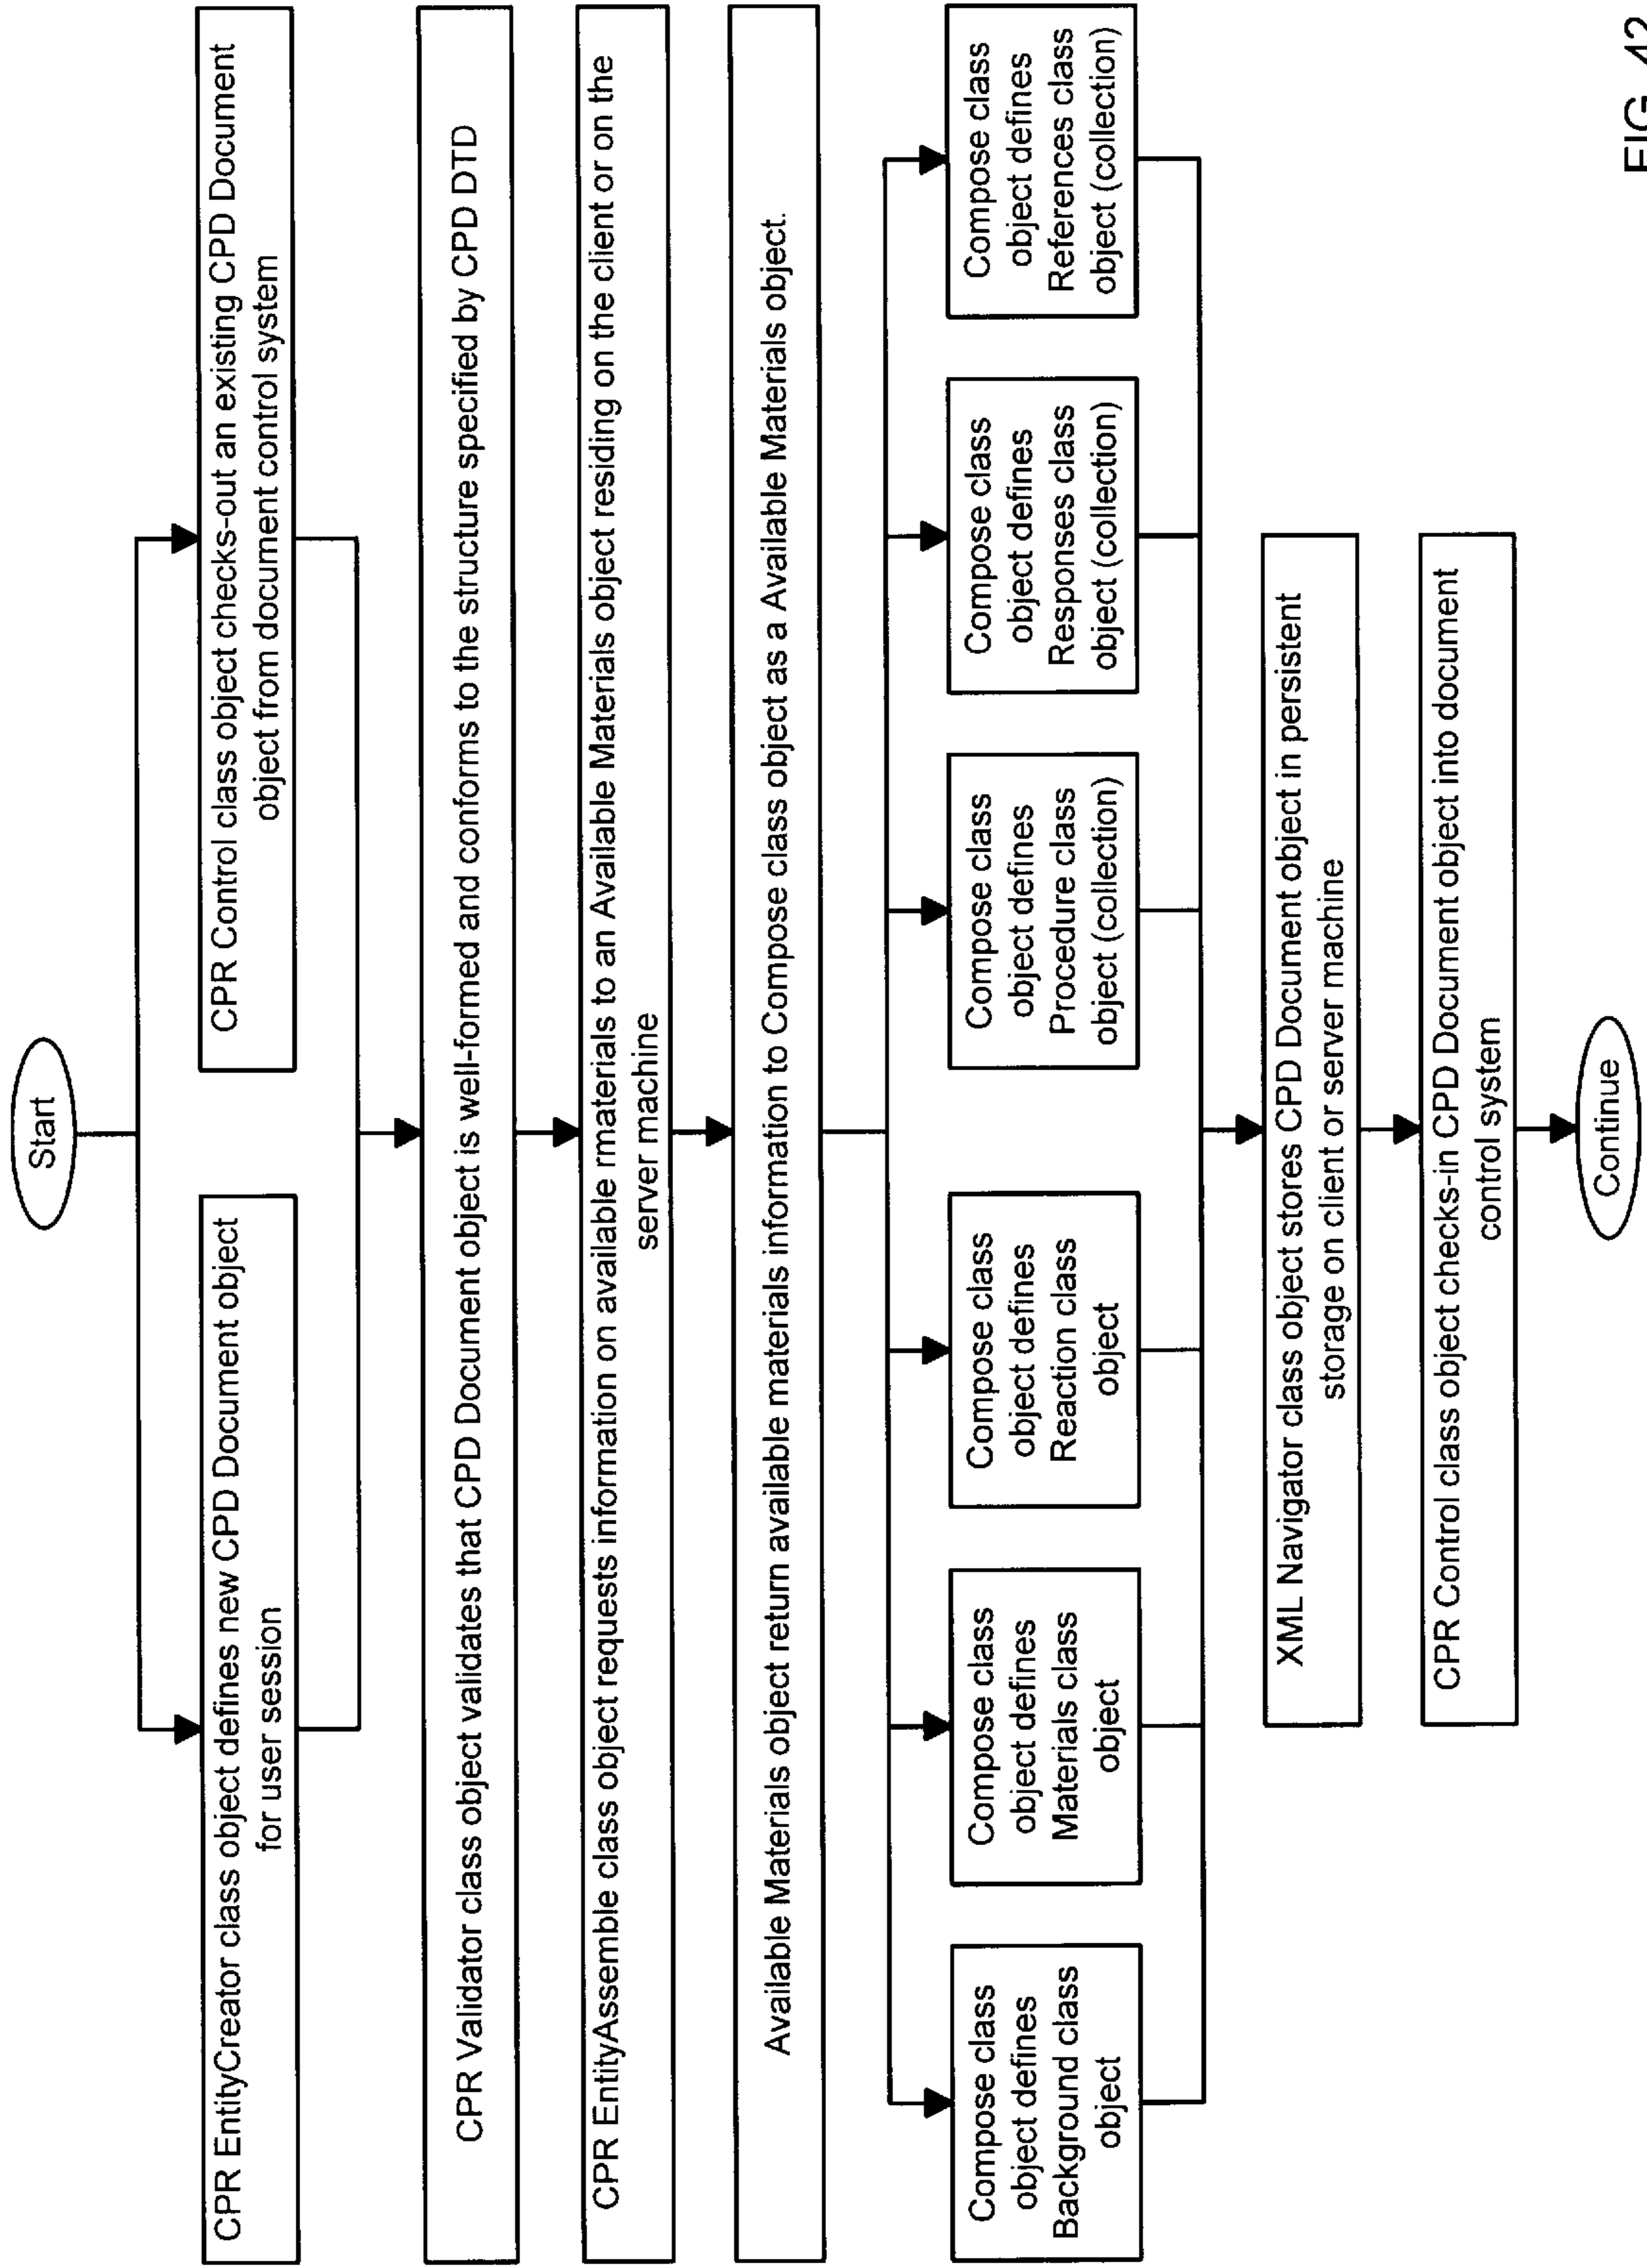 Start
CPR EntityCreator class object defines new CPD Document object
for user session
CPR Control class object checks-out an existing CPD Document
object from document control system
CPR Validator class object validates that CPD Document object is well-formed and conforms to the structure specified by CPD DTD
CPR EntityAssemble class object requests information on available rmaterials to an Available Materials object residing on the client or on the
server machine
Available Materials object return available materials information to Compose class object as a Available Materials object.
Compose class
object defines
Background class
object
Compose class
object defines
Materials class
object
Compose class
object defines
Reaction class
object
Compose class
object defines
Procedure class
object (collection)
Compose class
object defines
Responses class
object (collection)
Compose class
object defines
References class
object (collection)
XML Navigator class object stores CPD Document object in persistent
storage on client or server machine
CPR Control class object checks-in CPD Document object into document
control system
Continue
FIG. 42